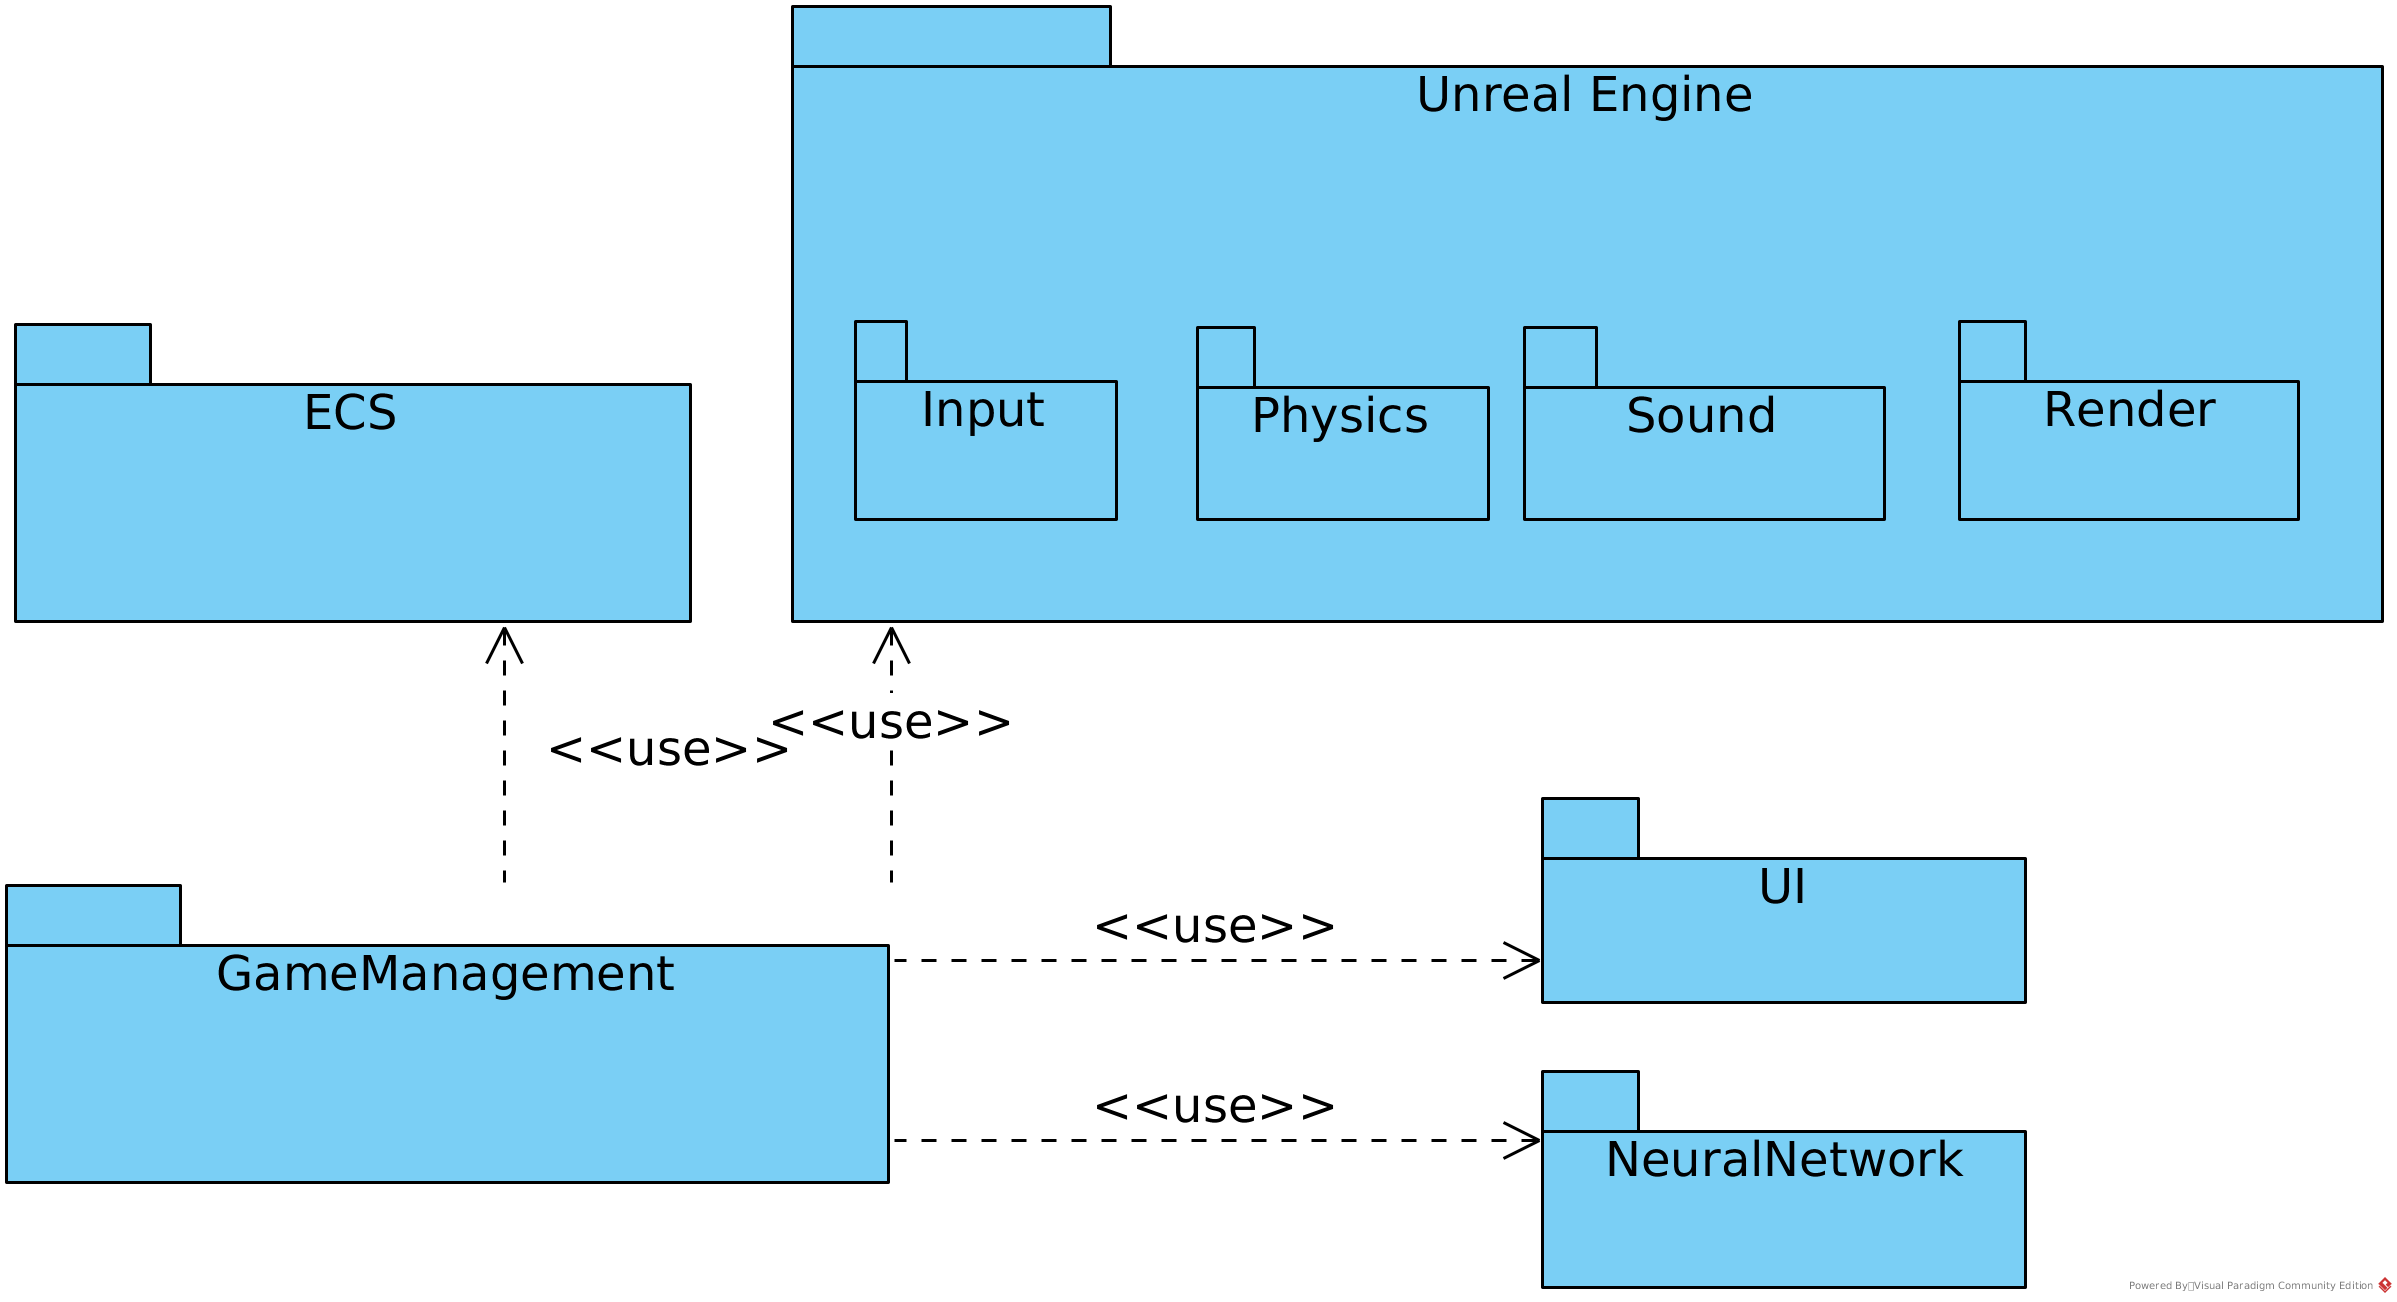 Unreal Engine
ECS
Input
Physics
Sound
Render
<<use>>
<<use>>
GameManagement
<<use>>
UI
<<use>>
NeuralNetwork
Powered By Visual Paradigm Community Edition